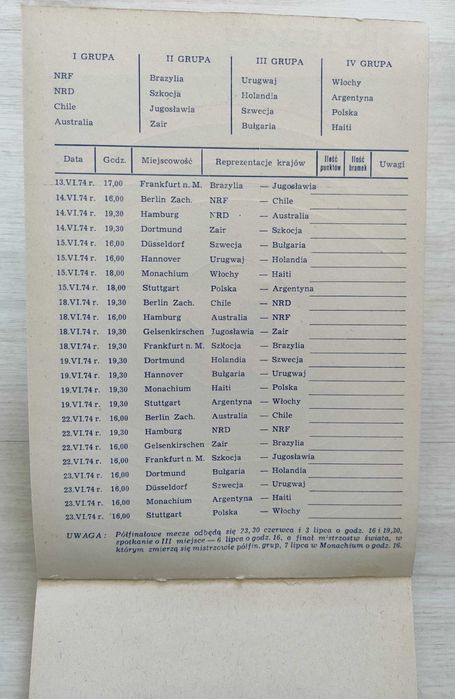 I GRUPA II GRUPA III GRUPA IV GRUPA
NRF Brazylia Urugwaj Włochy
NRD Szkocja Holandia Argentyna
Chile Jugosławia Szwecja Polska
Australia Zair Bułgaria Haiti
Data Godz. Miejscowość Reprezentacje krajów Ilość punktów Ilość bramek Uwagi
13.VI.74 r. 17,00 Frankfurt n. M. Brazylia — Jugosławia
14.VI.74 r. 16,00 Berlin Zach. NRF — Chile
14.VI.74 r. 19,30 Hamburg NRD — Australia
14.VI.74 r. 19,30 Dortmund Zair — Szkocja
15.VI.74 r. 16,00 Düsseldorf Szwecja — Bułgaria
15.VI.74 r. 16,00 Hannover Urugwaj — Holandia
15.VI.74 r. 18,00 Monachium Włochy — Haiti
15.VI.74 r. 18,00 Stuttgart Polska — Argentyna
18.VI.74 r. 19,30 Berlin Zach. Chile — NRD
18.VI.74 r. 16,00 Hamburg Australia — NRF
18.VI.74 r. 19,30 Gelsenkirschen Jugosławia — Zair
18.VI.74 r. 19,30 Frankfurt n. M. Szkocja — Brazylia
19.VI.74 r. 19,30 Dortmund Holandia — Szwecja
19.VI.74 r. 19,30 Hannover Bułgaria — Urugwaj
19.VI.74 r. 19,30 Monachium Haiti — Polska
19.VI.74 r. 19,30 Stuttgart Argentyna — Włochy
22.VI.74 r. 16,00 Berlin Zach. Australia — Chile
22.VI.74 r. 19,30 Hamburg NRD — NRF
22.VI.74 r. 16,00 Gelsenkirschen Zair — Brazylia
22.VI.74 r. 16,00 Frankfurt n. M. Szkocja — Jugosławia
23.VI.74 r. 16,00 Dortmund Bułgaria — Holandia
23.VI.74 r. 16,00 Düsseldorf Szwecja — Urugwaj
23.VI.74 r. 16,00 Monachium Argentyna — Haiti
23.VI.74 r. 16,00 Stuttgart Polska — Włochy
UWAGA: Półfinałowe mecze odbędą się 23, 30 czerwca i 3 lipca o godz. 16 i 19,30,
spotkanie o III miejsce — 6 lipca o godz. 16, a finał mistrzostw świata, w
którym zmierzą się mistrzowie półfin. grup, 7 lipca w Monachium o godz. 16.